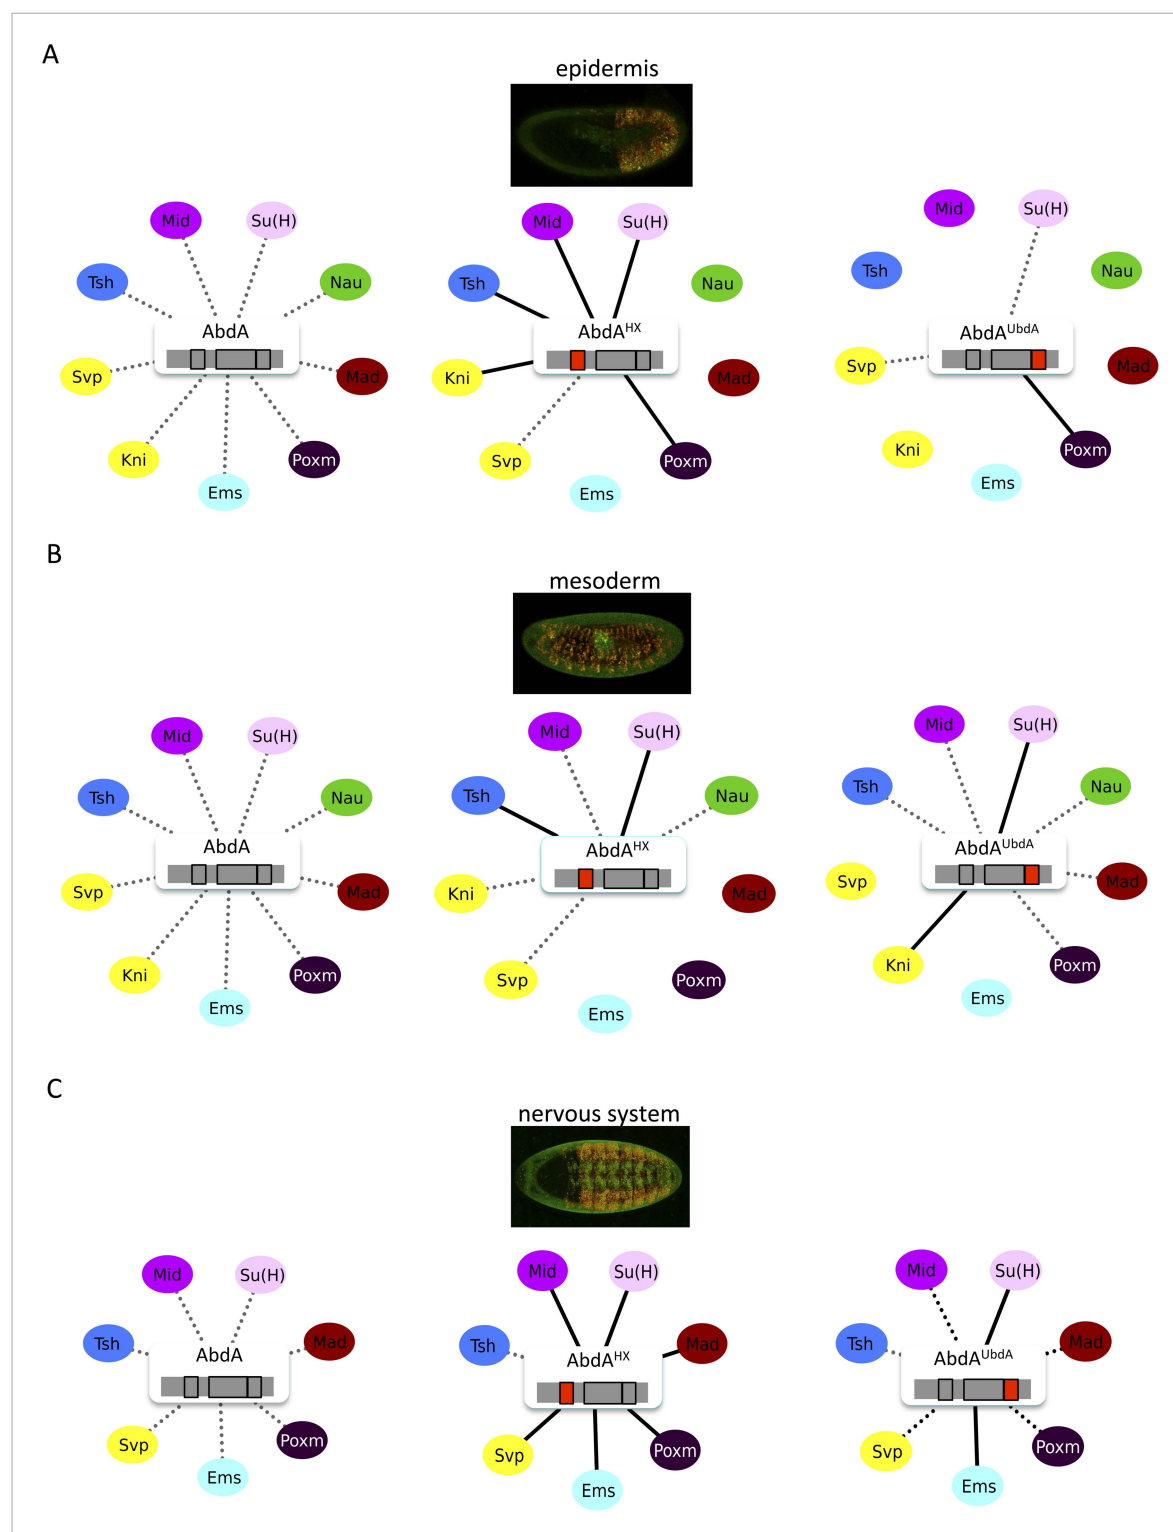 A
epidermis
Mid
Su(H)
Tsh
Nau
AbdA
Svp
Mad
Kni
Poxm
Ems
Mid
Su(H)
Tsh
Nau
AbdA^HX
Kni
Mad
Svp
Poxm
Ems
Mid
Su(H)
Tsh
Nau
AbdA^UbdA
Svp
Mad
Kni
Poxm
Ems
B
mesoderm
Mid
Su(H)
Tsh
Nau
AbdA
Svp
Mad
Kni
Poxm
Ems
Mid
Su(H)
Tsh
Nau
AbdA^HX
Kni
Mad
Svp
Poxm
Ems
Mid
Su(H)
Tsh
Nau
AbdA^UbdA
Svp
Mad
Kni
Poxm
Ems
C
nervous system
Mid
Su(H)
Tsh
Mad
AbdA
Svp
Poxm
Ems
Mid
Su(H)
Tsh
Mad
AbdA^HX
Svp
Poxm
Ems
Mid
Su(H)
Tsh
Mad
AbdA^UbdA
Svp
Poxm
Ems